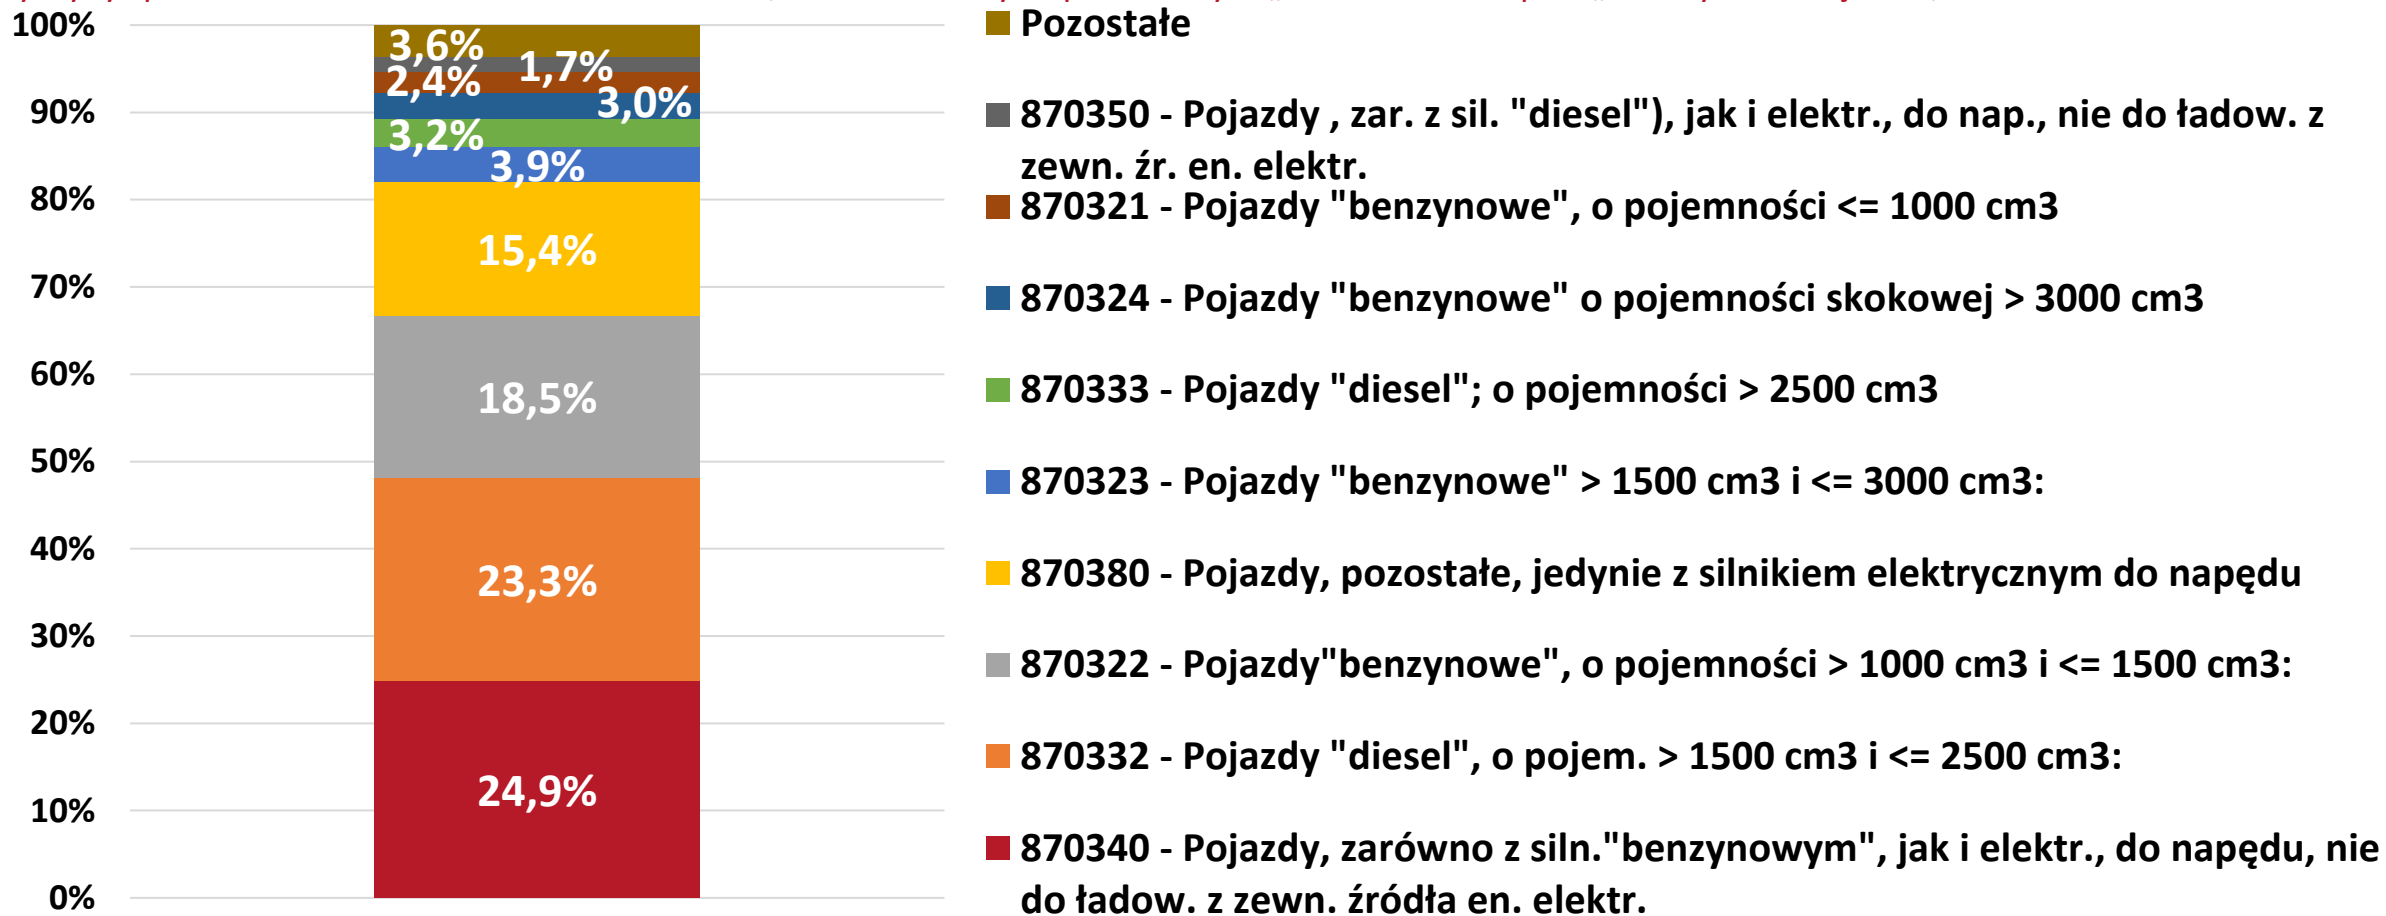 100%
90%
80%
70%
60%
50%
40%
30%
20%
10%
0%
3,6%
1,7%
2,4%
3,0%
3,2%
3,9%
15,4%
18,5%
23,3%
24,9%
Pozostałe
870350 - Pojazdy , zar. z sil. "diesel"), jak i elektr., do nap., nie do ładow. z
zewn. źr. en. elektr.
870321 - Pojazdy "benzynowe", o pojemności <= 1000 cm3
870324 - Pojazdy "benzynowe" o pojemności skokowej > 3000 cm3
870333 - Pojazdy "diesel"; o pojemności > 2500 cm3
870323 - Pojazdy "benzynowe" > 1500 cm3 i <= 3000 cm3:
870380 - Pojazdy, pozostałe, jedynie z silnikiem elektrycznym do napędu
870322 - Pojazdy"benzynowe", o pojemności > 1000 cm3 i <= 1500 cm3:
870332 - Pojazdy "diesel", o pojem. > 1500 cm3 i <= 2500 cm3:
870340 - Pojazdy, zarówno z siln."benzynowym", jak i elektr., do napędu, nie
do ładow. z zewn. źródła en. elektr.